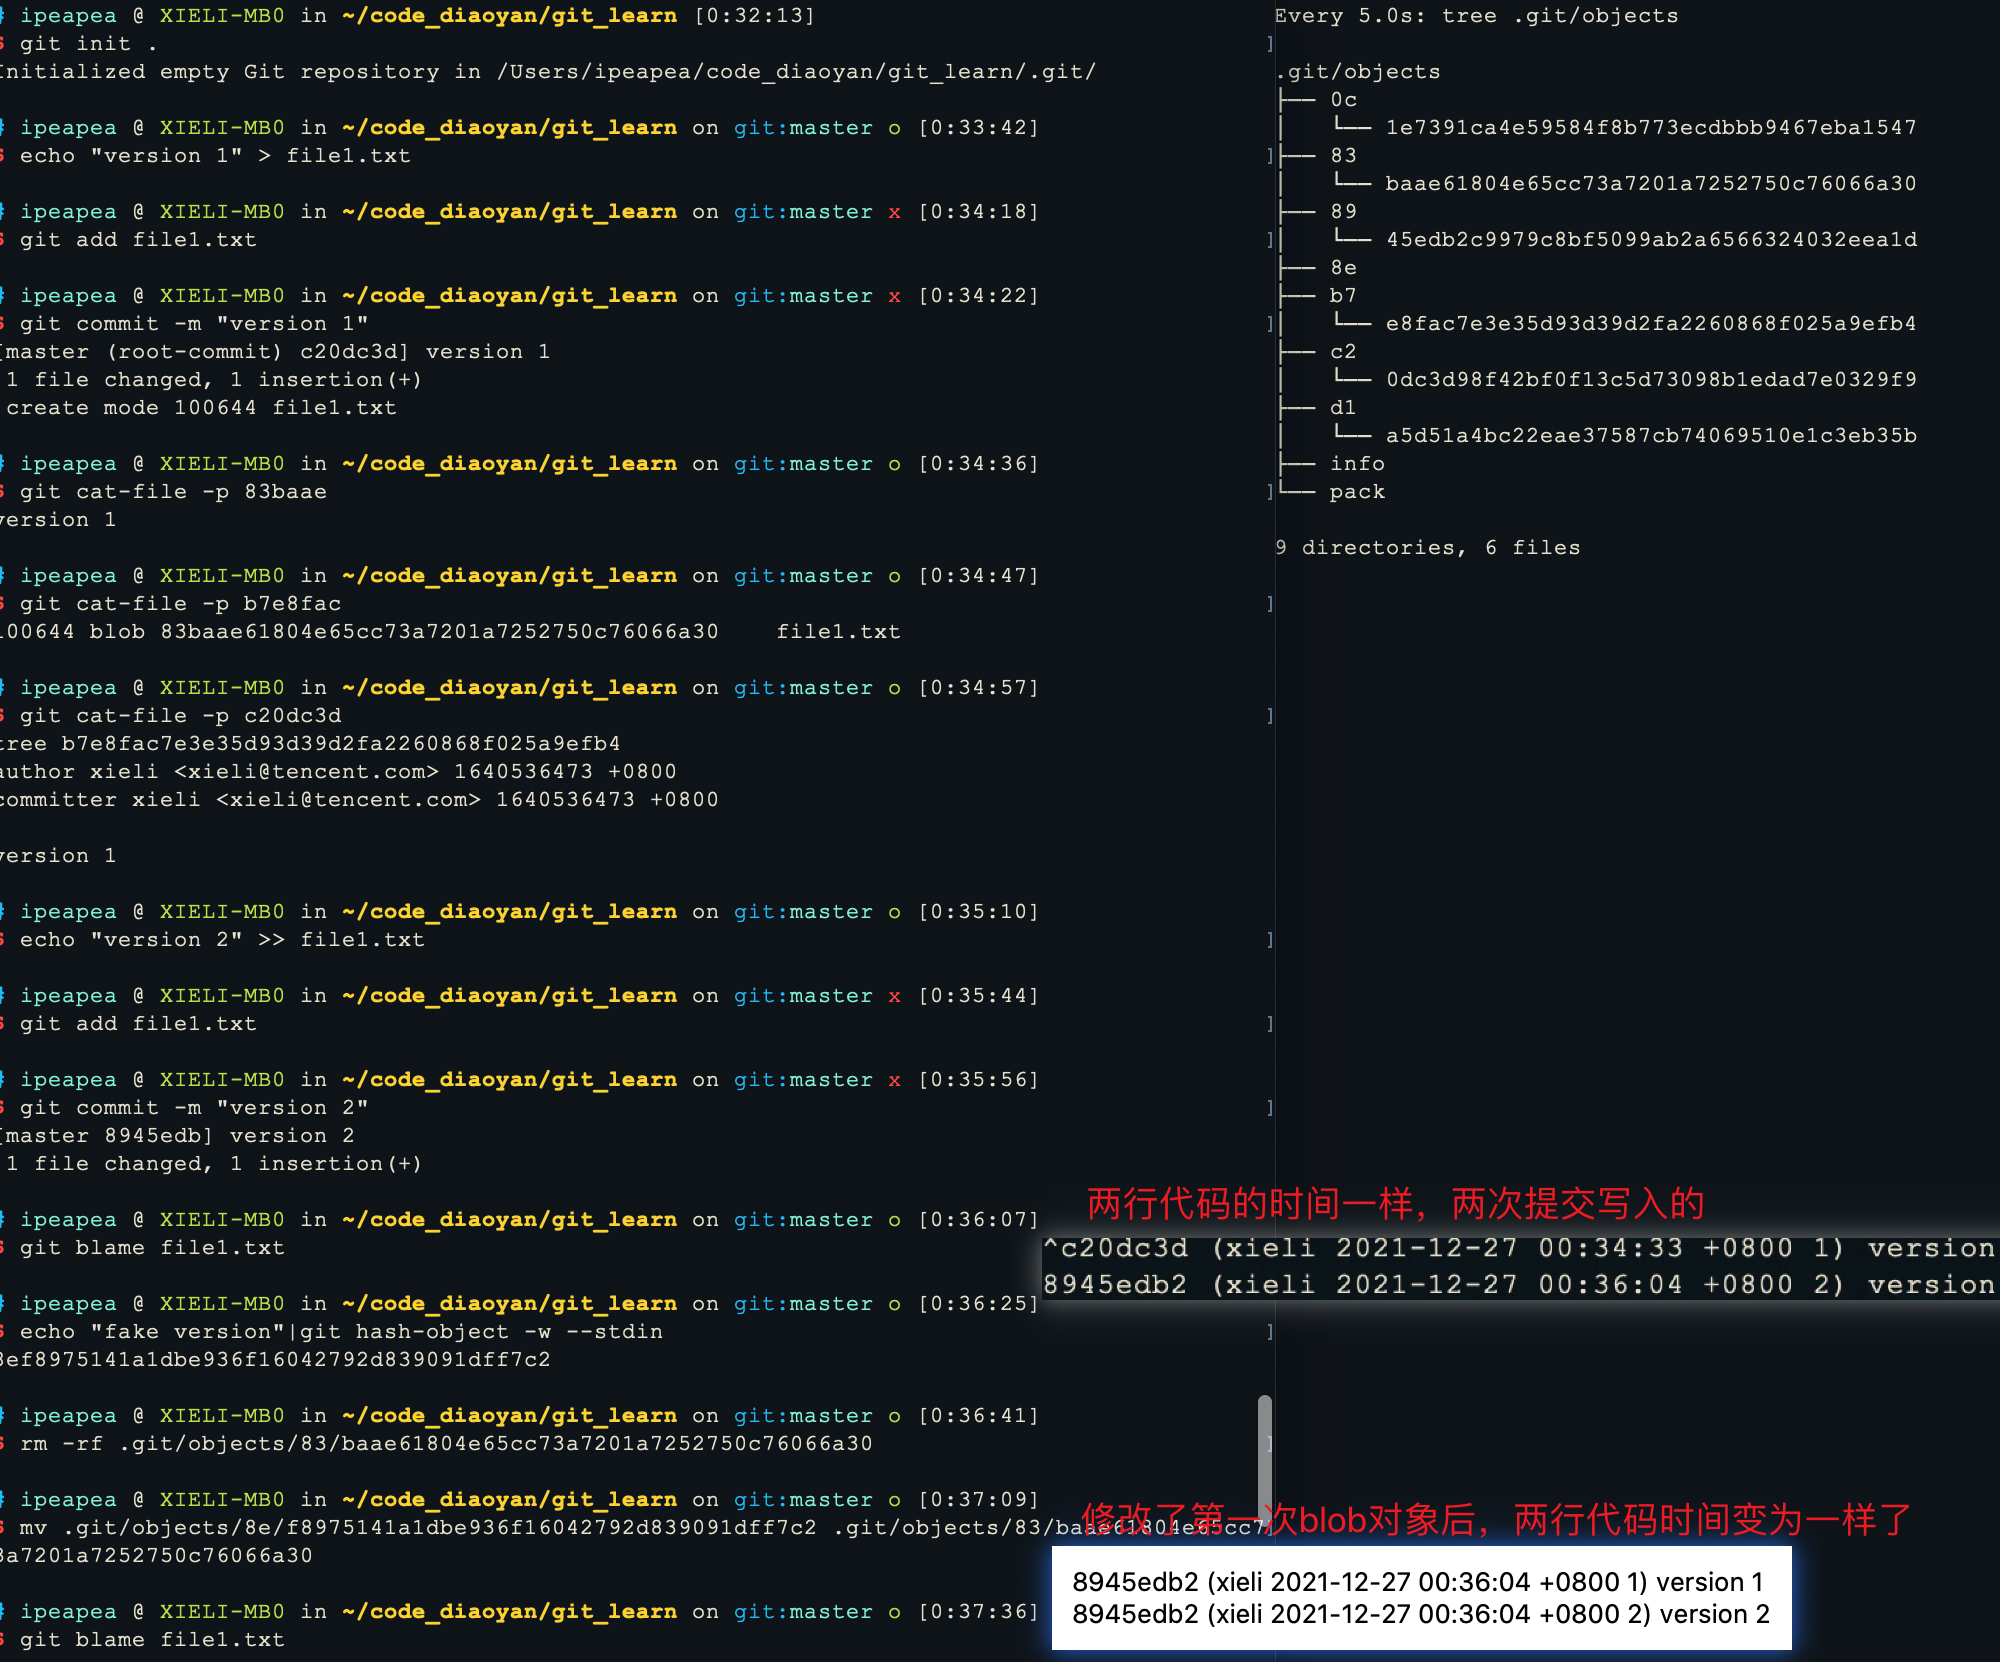 ipeapea @ XIELI-MB0 in ~/code_diaoyan/git_learn [0:32:13]
$ git init .
Initialized empty Git repository in /Users/ipeapea/code_diaoyan/git_learn/.git/
# ipeapea @ XIELI-MB0 in ~/code_diaoyan/git_learn on git:master o [0:33:42]
$ echo "version 1" > file1.txt
# ipeapea @ XIELI-MB0 in ~/code_diaoyan/git_learn on git:master x [0:34:18]
$ git add file1.txt
# ipeapea @ XIELI-MB0 in ~/code_diaoyan/git_learn on git:master x [0:34:22]
$ git commit -m "version 1"
[master (root-commit) c20dc3d] version 1
1 file changed, 1 insertion(+)
create mode 100644 file1.txt
# ipeapea @ XIELI-MB0 in ~/code_diaoyan/git_learn on git:master o [0:34:36]
$ git cat-file -p 83baae
version 1
# ipeapea @ XIELI-MB0 in ~/code_diaoyan/git_learn on git:master o [0:34:47]
$ git cat-file -p b7e8fac
100644 blob 83baae61804e65cc73a7201a7252750c76066a30    file1.txt
# ipeapea @ XIELI-MB0 in ~/code_diaoyan/git_learn on git:master o [0:34:57]
$ git cat-file -p c20dc3d
tree b7e8fac7e3e35d93d39d2fa2260868f025a9efb4
author xieli <xieli@tencent.com> 1640536473 +0800
committer xieli <xieli@tencent.com> 1640536473 +0800
version 1
# ipeapea @ XIELI-MB0 in ~/code_diaoyan/git_learn on git:master o [0:35:10]
$ echo "version 2" >> file1.txt
# ipeapea @ XIELI-MB0 in ~/code_diaoyan/git_learn on git:master x [0:35:44]
$ git add file1.txt
# ipeapea @ XIELI-MB0 in ~/code_diaoyan/git_learn on git:master x [0:35:56]
$ git commit -m "version 2"
[master 8945edb] version 2
1 file changed, 1 insertion(+)
# ipeapea @ XIELI-MB0 in ~/code_diaoyan/git_learn on git:master o [0:36:07]
$ git blame file1.txt
# ipeapea @ XIELI-MB0 in ~/code_diaoyan/git_learn on git:master o [0:36:25]
$ echo "fake version"|git hash-object -w --stdin
8ef8975141a1dbe936f16042792d839091dff7c2
# ipeapea @ XIELI-MB0 in ~/code_diaoyan/git_learn on git:master o [0:36:41]
$ rm -rf .git/objects/83/baae61804e65cc73a7201a7252750c76066a30
# ipeapea @ XIELI-MB0 in ~/code_diaoyan/git_learn on git:master o [0:37:09]
$ mv .git/objects/8e/f8975141a1dbe936f16042792d839091dff7c2 .git/objects/83/baae61804e65cc7
3a7201a7252750c76066a30
# ipeapea @ XIELI-MB0 in ~/code_diaoyan/git_learn on git:master o [0:37:36]
$ git blame file1.txt
Every 5.0s: tree .git/objects
.git/objects
├── 0c
│   └── 1e7391ca4e59584f8b773ecdbbb9467eba1547
├── 83
│   └── baae61804e65cc73a7201a7252750c76066a30
├── 89
│   └── 45edb2c9979c8bf5099ab2a6566324032eea1d
├── 8e
├── b7
│   └── e8fac7e3e35d93d39d2fa2260868f025a9efb4
├── c2
│   └── 0dc3d98f42bf0f13c5d73098b1edad7e0329f9
├── d1
│   └── a5d51a4bc22eae37587cb74069510e1c3eb35b
├── info
└── pack
9 directories, 6 files
两行代码的时间一样，两次提交写入的
^c20dc3d (xieli 2021-12-27 00:34:33 +0800 1) version
8945edb2 (xieli 2021-12-27 00:36:04 +0800 2) version
修改了第一次blob对象后，两行代码时间变为一样了
8945edb2 (xieli 2021-12-27 00:36:04 +0800 1) version 1
8945edb2 (xieli 2021-12-27 00:36:04 +0800 2) version 2